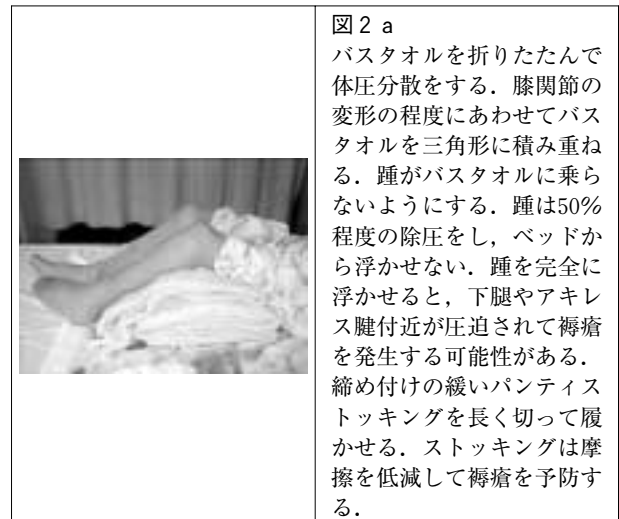 図2 a
バスタオルを折りたたんで
体圧分散をする．膝関節の
変形の程度にあわせてバス
タオルを三角形に積み重ね
る．踵がバスタオルに乗ら
ないようにする．踵は50%
程度の除圧をし，ベッドか
ら浮かせない．踵を完全に
浮かせると，下腿やアキレ
ス腱付近が圧迫されて褥瘡
を発生する可能性がある．
締め付けの緩いパンティス
トッキングを長く切って履
かせる．ストッキングは摩
擦を低減して褥瘡を予防す
る．